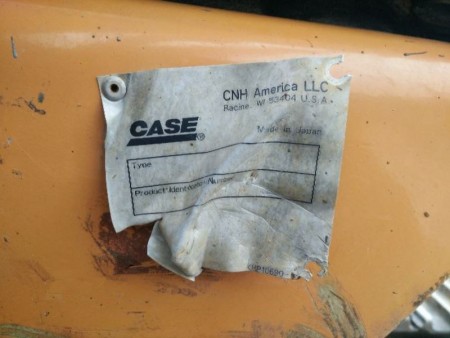 CNH America LLC
Racine, WI 53404 U.S.A.
CASE®
Made in Japan
Type
Product Identification Number